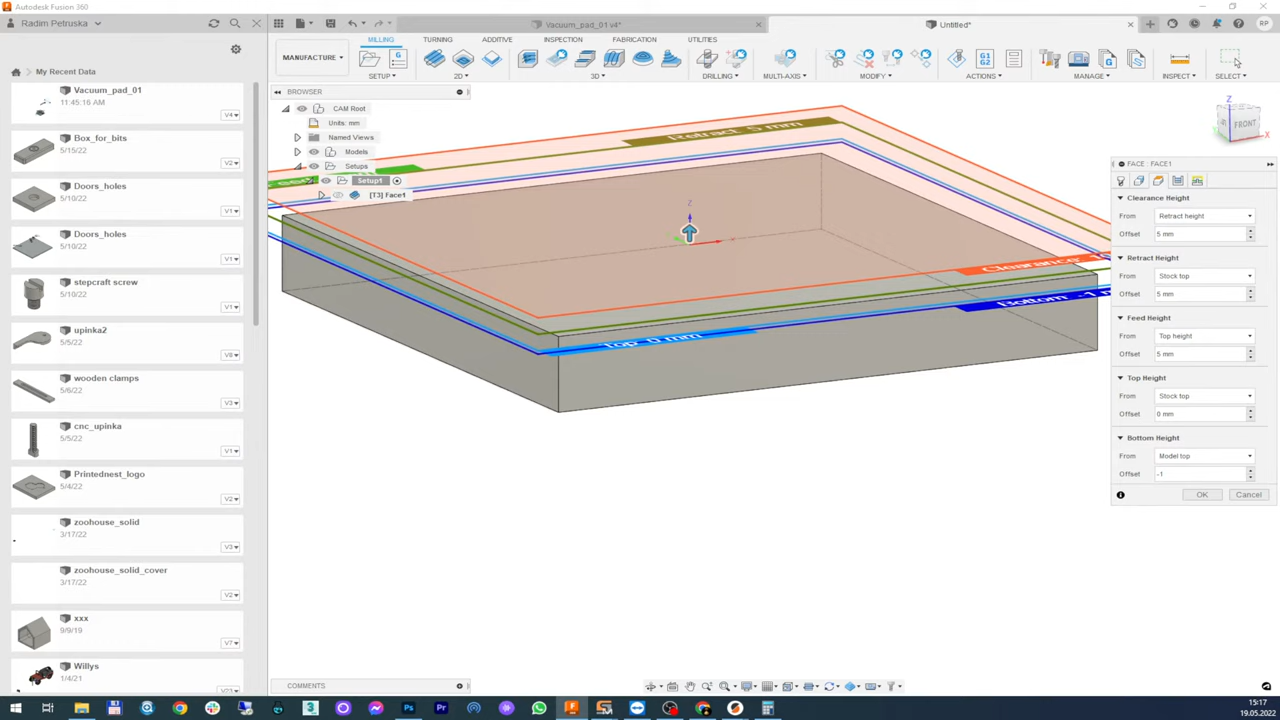 Autodesk Fusion 360
Radim Petruska
Vacuum_pad_01 v4*
Untitled*
RP
My Recent Data
Vacuum_pad_01
11:45:16 AM
V4
Box_for_bits
5/15/22
V2
Doors_holes
5/10/22
V1
Doors_holes
5/10/22
V1
stepcraft screw
5/10/22
V1
upinka2
5/5/22
V8
wooden clamps
5/6/22
V3
cnc_upinka
5/5/22
V1
Printednest_logo
5/4/22
V2
zoohouse_solid
3/17/22
V3
zoohouse_solid_cover
3/17/22
V2
xxx
9/9/19
V7
Willys
1/4/21
MILLING
TURNING
ADDITIVE
INSPECTION
FABRICATION
UTILITIES
MANUFACTURE
SETUP
2D
3D
DRILLING
MULTI-AXIS
MODIFY
ACTIONS
MANAGE
INSPECT
SELECT
G1
G2
BROWSER
CAM Root
Units: mm
Named Views
Models
Setups
Setup1
[T3] Face1
Retract 5 mm
Clearance
Top 0 mm
Bottom -1
Z
Z
FRONT
X
FACE : FACE1
Clearance Height
From
Retract height
Offset
5 mm
Retract Height
From
Stock top
Offset
5 mm
Feed Height
From
Top height
Offset
5 mm
Top Height
From
Stock top
Offset
0 mm
Bottom Height
From
Model top
Offset
-1
OK
Cancel
COMMENTS
15:17
19.05.2022